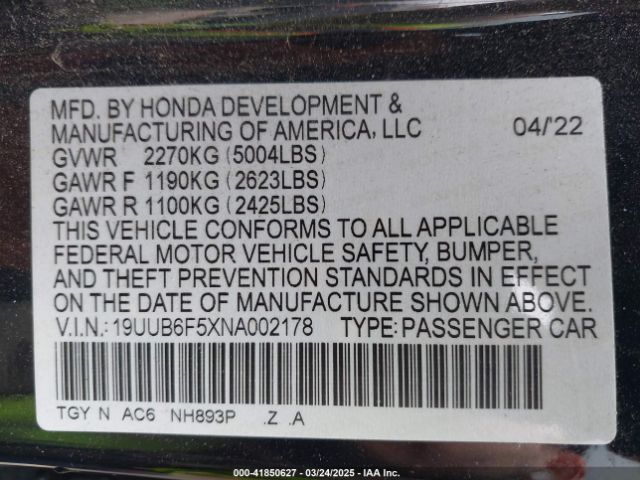 MFD. BY HONDA DEVELOPMENT &
MANUFACTURING OF AMERICA, LLC 04/'22
GVWR 2270KG (5004LBS)
GAWR F 1190KG (2623LBS)
GAWR R 1100KG (2425LBS)
THIS VEHICLE CONFORMS TO ALL APPLICABLE
FEDERAL MOTOR VEHICLE SAFETY, BUMPER,
AND THEFT PREVENTION STANDARDS IN EFFECT
ON THE DATE OF MANUFACTURE SHOWN ABOVE.
V.I.N.: 19UUB6F5XNA002178 TYPE: PASSENGER CAR
TGY N AC6 NH893P .Z .A
000-41850627 - 03/24/2025 - IAA Inc.